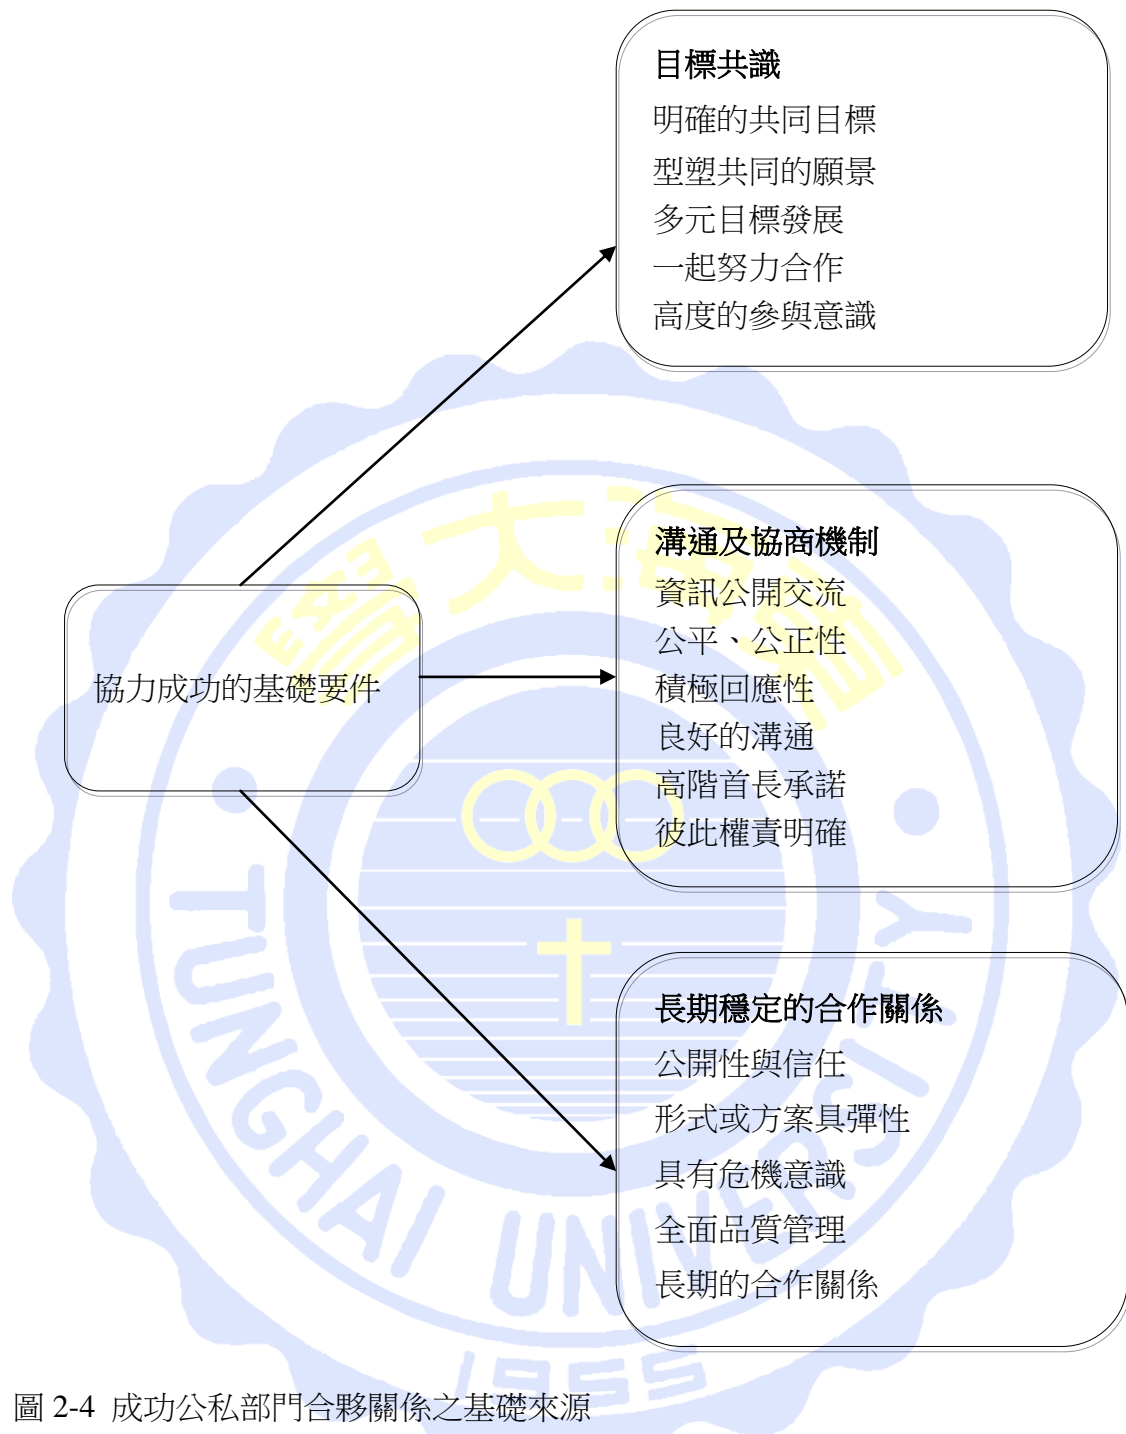 目標共識
明確的共同目標
型塑共同的願景
多元目標發展
一起努力合作
高度的參與意識
協力成功的基礎要件
溝通及協商機制
資訊公開交流
公平、公正性
積極回應性
良好的溝通
高階首長承諾
彼此權責明確
長期穩定的合作關係
公開性與信任
形式或方案具彈性
具有危機意識
全面品質管理
長期的合作關係
學大海東
TUNGHAI UNIVERSITY
1955
圖 2-4 成功公私部門合夥關係之基礎來源